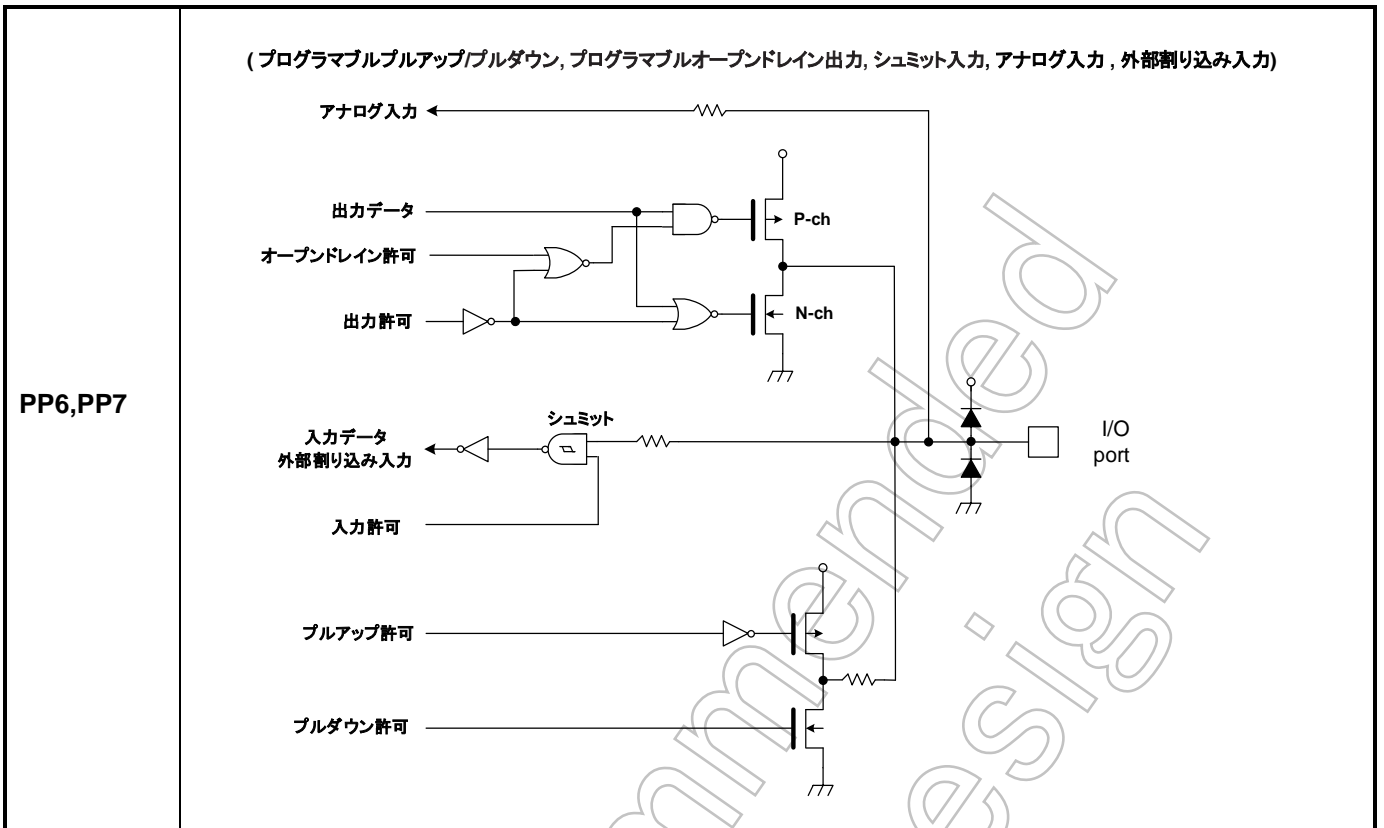 ( プログラマブルプルアップ/プルダウン, プログラマブルオープンドレイン出力, シュミット入力, アナログ入力 , 外部割り込み入力)
アナログ入力
出力データ
P-ch
オープンドレイン許可
出力許可
N-ch
PP6,PP7
シュミット
入力データ
外部割り込み入力
I/O
port
入力許可
プルアップ許可
プルダウン許可
mmended
esign